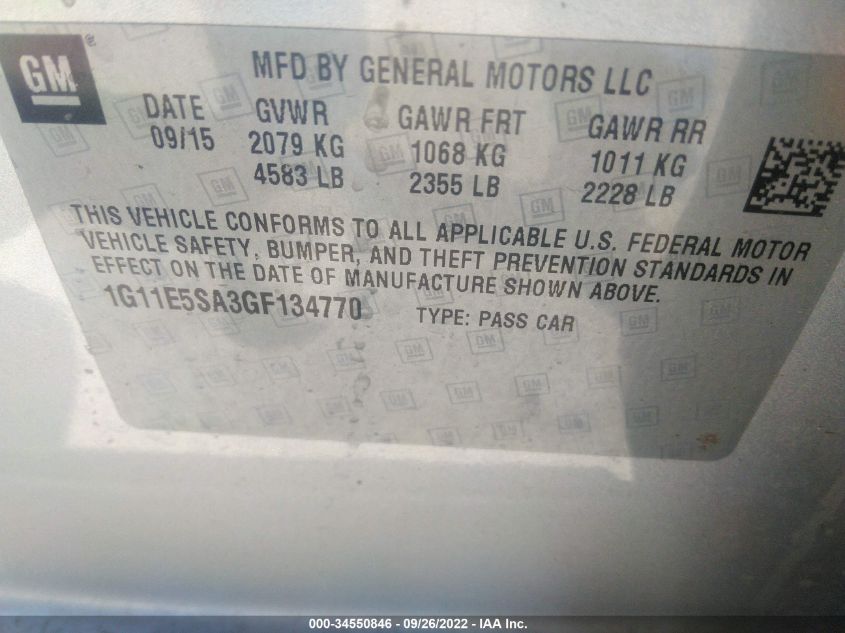 GM ®
MFD BY GENERAL MOTORS LLC
DATE GVWR GAWR FRT GAWR RR
09/15 2079 KG 1068 KG 1011 KG
4583 LB 2355 LB 2228 LB
THIS VEHICLE CONFORMS TO ALL APPLICABLE U.S. FEDERAL MOTOR
VEHICLE SAFETY, BUMPER, AND THEFT PREVENTION STANDARDS IN
EFFECT ON THE DATE OF MANUFACTURE SHOWN ABOVE.
1G11E5SA3GF134770 TYPE: PASS CAR
000-34550846 - 09/26/2022 - IAA Inc.